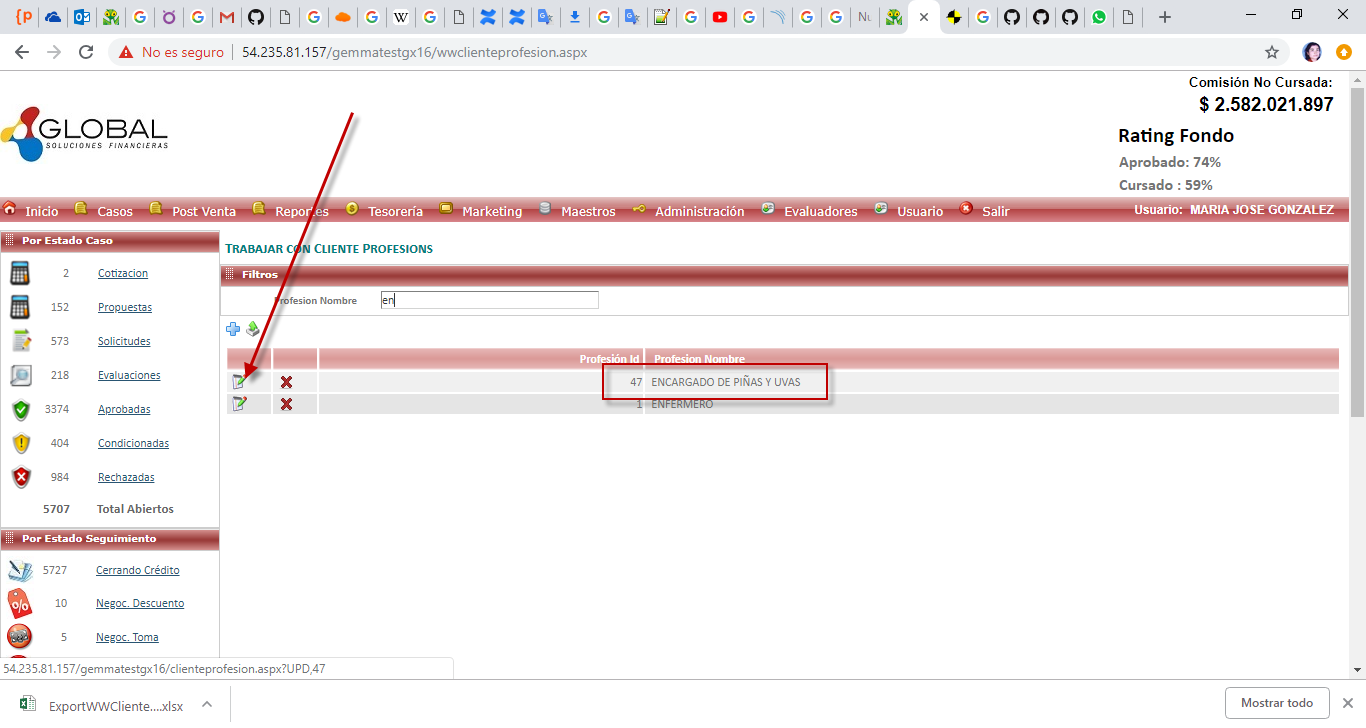 No es seguro
54.235.81.157/gemmatestgx16/wwclienteprofesion.aspx
Comisión No Cursada:
$ 2.582.021.897
GLOBAL
SOLUCIONES FINANCIERAS
Rating Fondo
Aprobado: 74%
Cursado : 59%
Inicio Casos Post Venta Reportes Tesorería Marketing Maestros Administración Evaluadores Usuario Salir Usuario: MARIA JOSE GONZALEZ
Por Estado Caso
2 Cotizacion
152 Propuestas
573 Solicitudes
218 Evaluaciones
3374 Aprobadas
404 Condicionadas
984 Rechazadas
5707 Total Abiertos
Por Estado Seguimiento
5727 Cerrando Crédito
10 Negoc. Descuento
5 Negoc. Toma
TRABAJAR CON CLIENTE PROFESIONS
Filtros
Profesion Nombre en
Profesión Id Profesion Nombre
47 ENCARGADO DE PIÑAS Y UVAS
1 ENFERMERO
54.235.81.157/gemmatestgx16/clienteprofesion.aspx?UPD,47
ExportWWCliente....xlsx
Mostrar todo